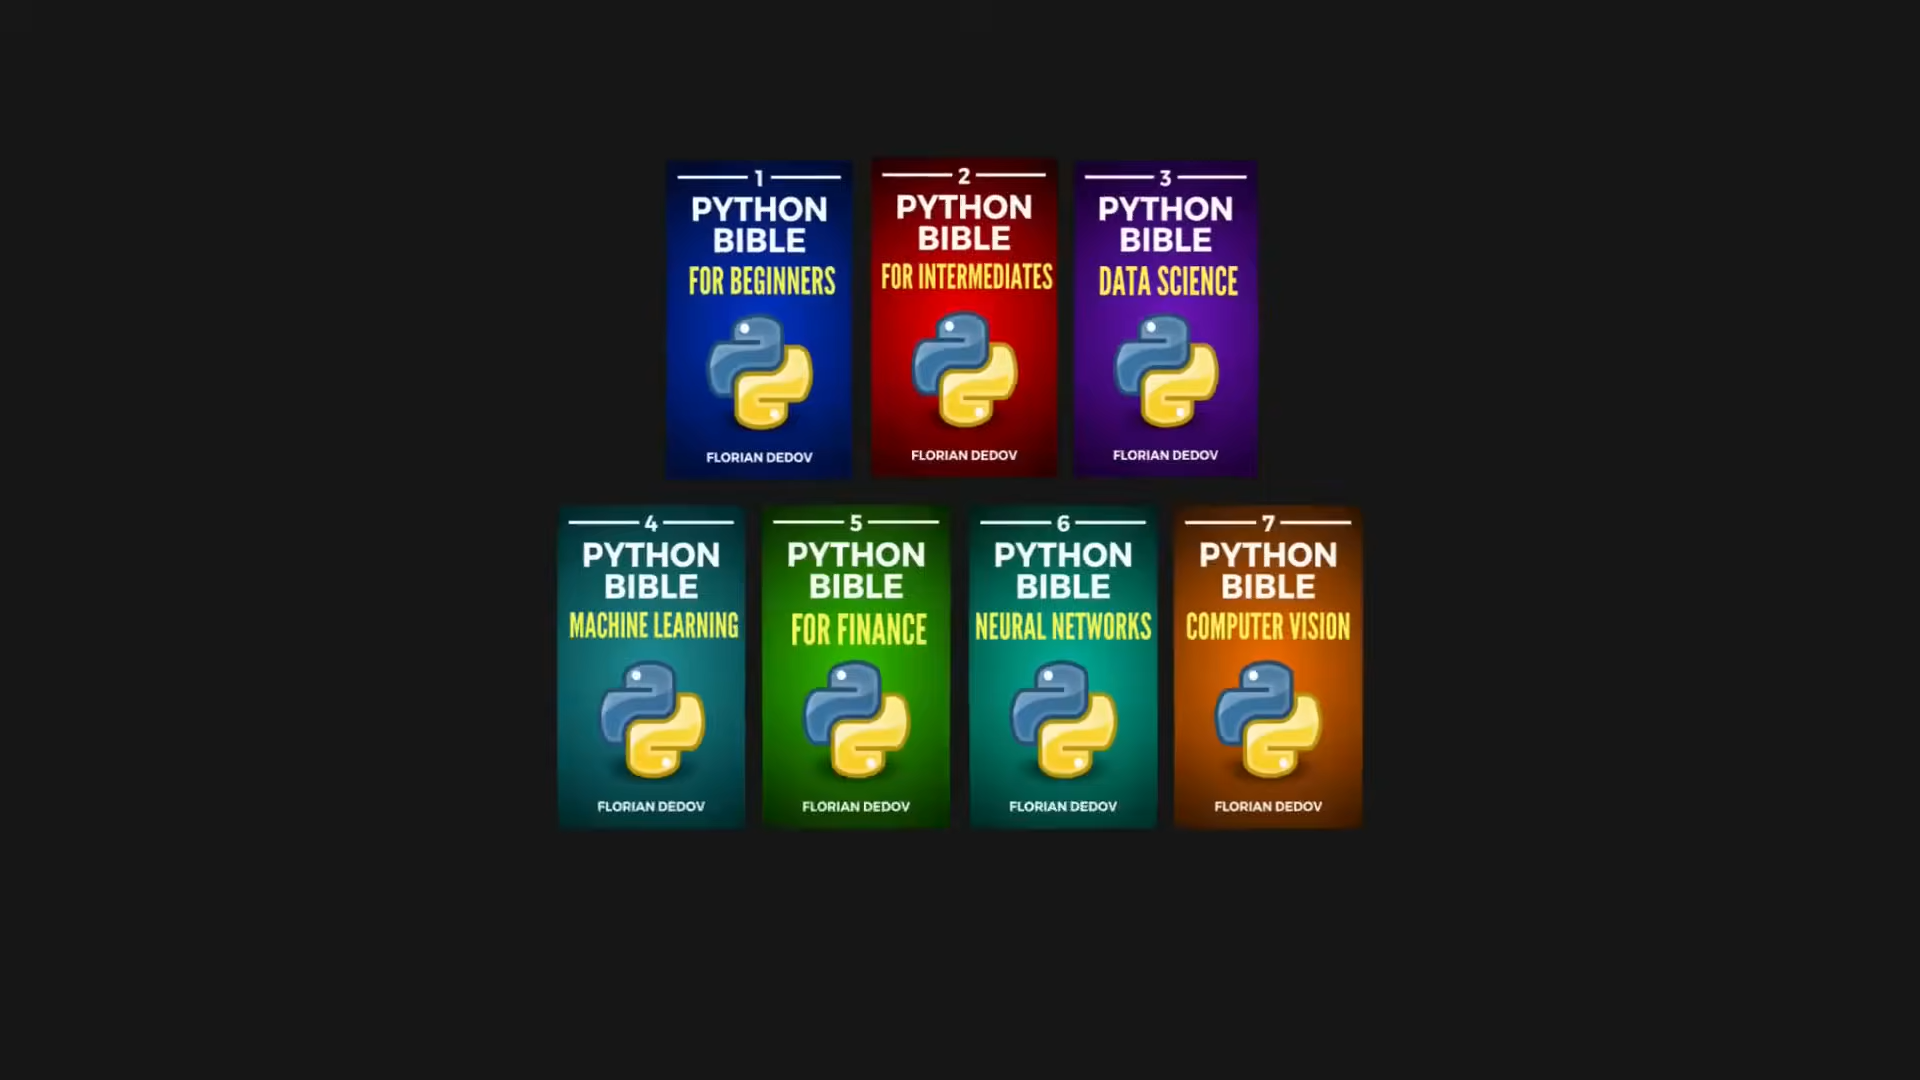 1
PYTHON
BIBLE
FOR BEGINNERS
FLORIAN DEDOV
2
PYTHON
BIBLE
FOR INTERMEDIATES
FLORIAN DEDOV
3
PYTHON
BIBLE
DATA SCIENCE
FLORIAN DEDOV
4
PYTHON
BIBLE
MACHINE LEARNING
FLORIAN DEDOV
5
PYTHON
BIBLE
FOR FINANCE
FLORIAN DEDOV
6
PYTHON
BIBLE
NEURAL NETWORKS
FLORIAN DEDOV
7
PYTHON
BIBLE
COMPUTER VISION
FLORIAN DEDOV